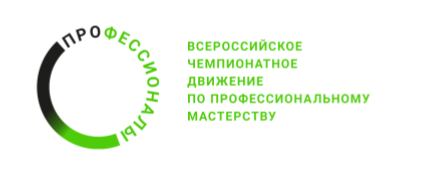 ПРОФЕССИОНАЛЫ
ВСЕРОССИЙСКОЕ
ЧЕМПИОНАТНОЕ
ДВИЖЕНИЕ
ПО ПРОФЕССИОНАЛЬНОМУ
МАСТЕРСТВУ